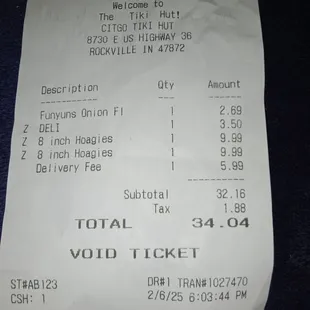 Welcome to
The Tiki Hut!
CITGO TIKI HUT
8730 E US HIGHWAY 36
ROCKVILLE IN 47872
Description Qty Amount
Funyuns Onion Fl 1 2.69
Z DELI 1 3.50
Z 8 inch Hoagies 1 9.99
Z 8 inch Hoagies 1 9.99
Delivery Fee 1 5.99
Subtotal 32.16
Tax 1.88
TOTAL 34.04
VOID TICKET
ST#AB123 DR#1 TRAN#1027470
CSH: 1 2/6/25 6:03:44 PM